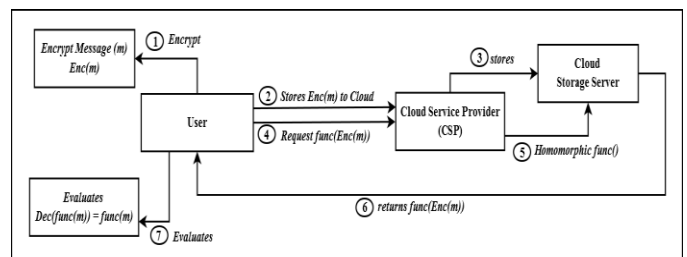 Encrypt Message (m)
Enc(m)
1 Encrypt
3 stores
Cloud
Storage Server
2 Stores Enc(m) to Cloud
User
4 Request func(Enc(m))
Cloud Service Provider
(CSP)
5 Homomorphic func()
Evaluates
Dec(func(m)) = func(m)
6 returns func(Enc(m))
7 Evaluates